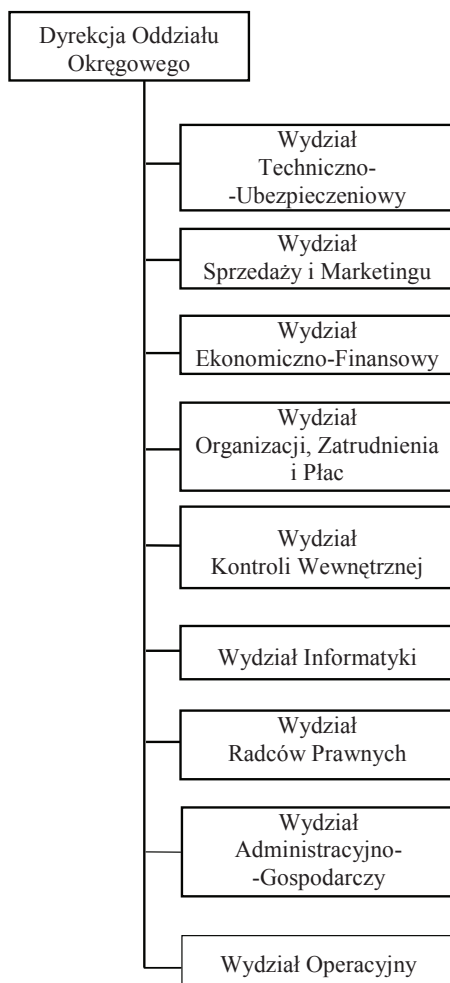 Dyrekcja Oddziału
Okręgowego
Wydział
Techniczno-
-Ubezpieczeniowy
Wydział
Sprzedaży i Marketingu
Wydział
Ekonomiczno-Finansowy
Wydział
Organizacji, Zatrudnienia
i Płac
Wydział
Kontroli Wewnętrznej
Wydział Informatyki
Wydział
Radców Prawnych
Wydział
Administracyjno-
-Gospodarczy
Wydział Operacyjny